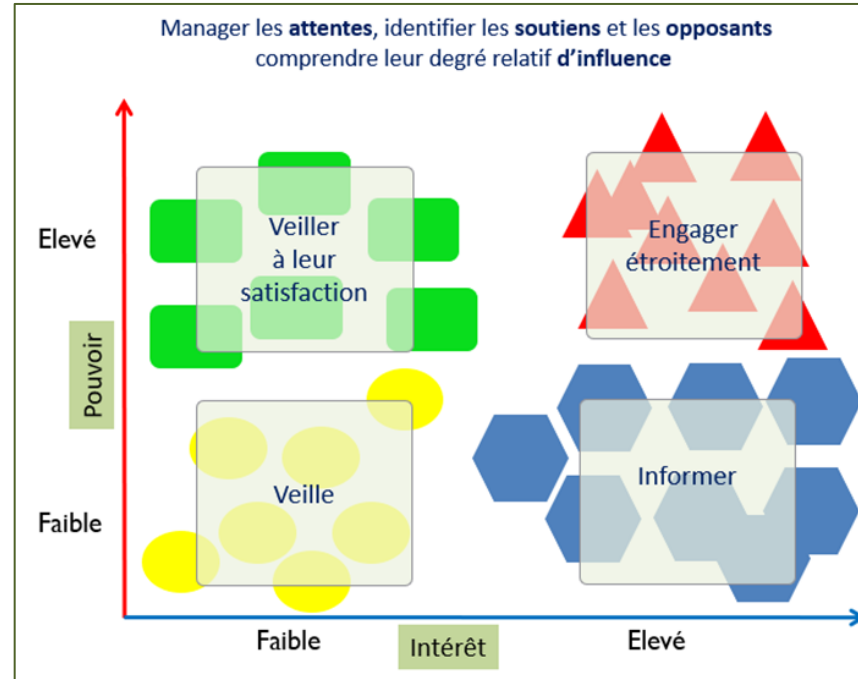 Manager les attentes, identifier les soutiens et les opposants
comprendre leur degré relatif d’influence
Elevé
Veiller
à leur
satisfaction
Engager
étroitement
Pouvoir
Faible
Veille
Informer
Faible
Intérêt
Elevé